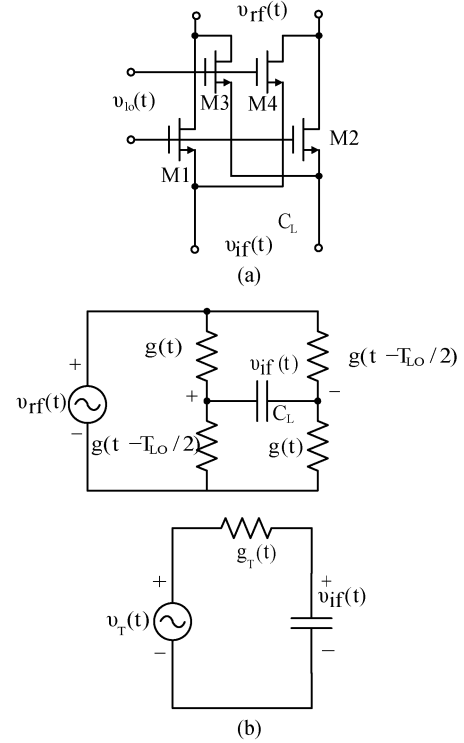 υrf(t)
M3 M4
υlo(t)
M2
M1
CL
υif(t)
(a)
g(t) υif(t) g(t −TLO/2)
+ + −
υrf(t) CL
− g(t −TLO/2) g(t)
gT(t)
+ +
υif(t)
υT(t)
− −
(b)